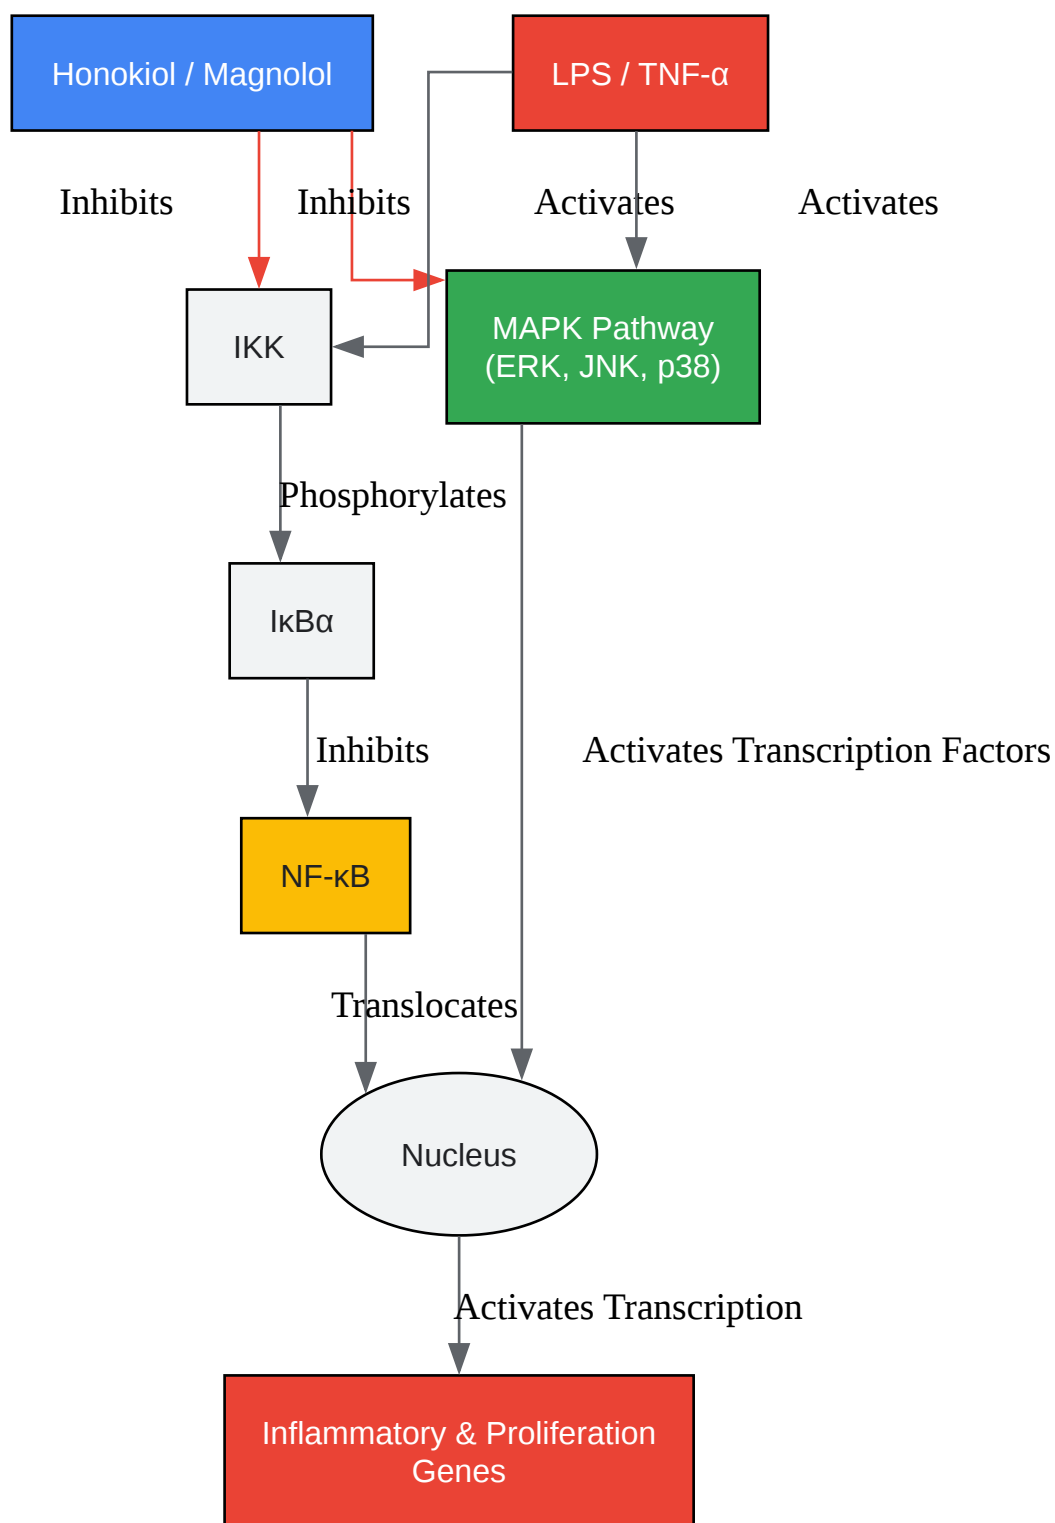 Honokiol / Magnolol
LPS / TNF-α
Inhibits
Inhibits
Activates
Activates
MAPK Pathway
(ERK, JNK, p38)
IKK
Phosphorylates
IκBα
Inhibits
Activates Transcription Factors
NF-κB
Translocates
Nucleus
Activates Transcription
Inflammatory & Proliferation
Genes